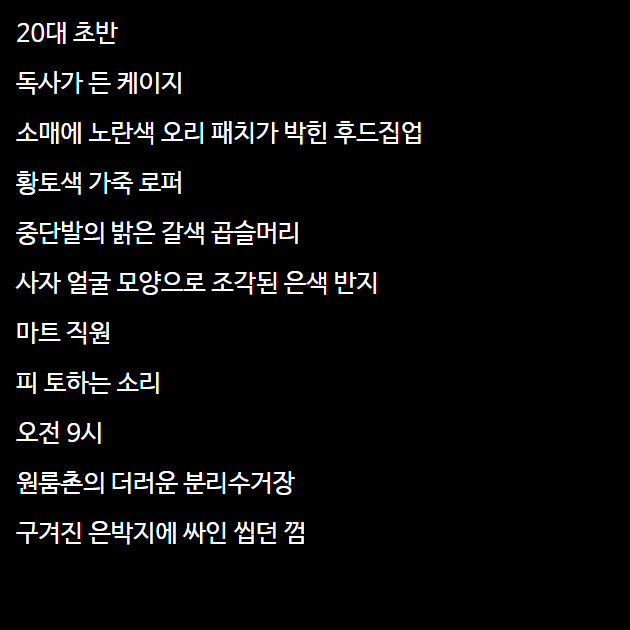 20대 초반
독사가 든 케이지
소매에 노란색 오리 패치가 박힌 후드집업
황토색 가죽 로퍼
중단발의 밝은 갈색 곱슬머리
사자 얼굴 모양으로 조각된 은색 반지
마트 직원
피 토하는 소리
오전 9시
원룸촌의 더러운 분리수거장
구겨진 은박지에 싸인 씹던 껌